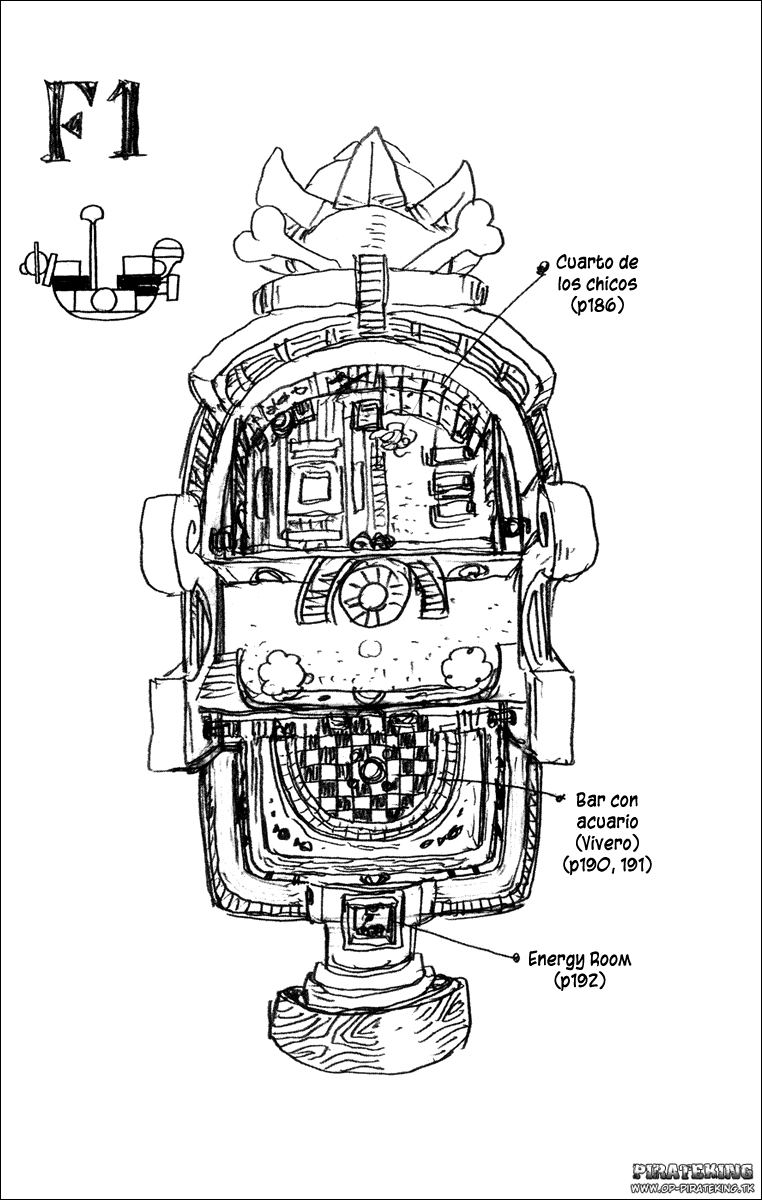 F1
Cuarto de
los chicos
(p186)
Bar con
acuario
(Vivero)
(p190, 191)
Energy Room
(p192)
PIRATEKING
WWW.OP-PIRATEKING.TK